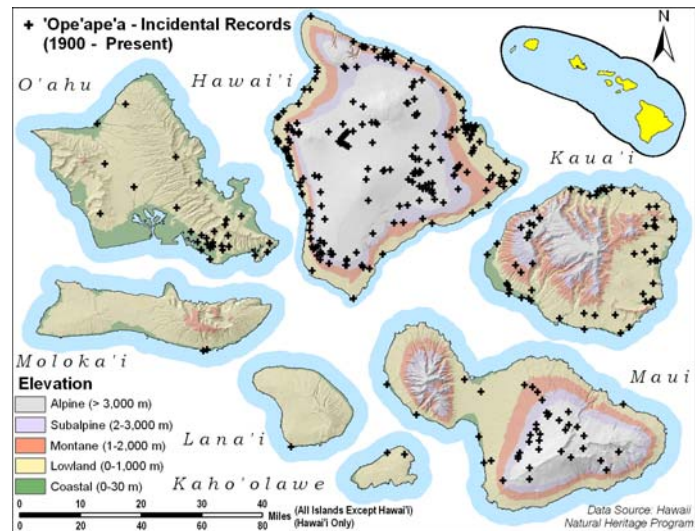 + 'Ope'ape'a - Incidental Records
(1900 - Present)
N
O'ahu
Hawai'i
Kaua'i
Moloka'i
Maui
Lana'i
Kaho'olawe
Elevation
Alpine (> 3,000 m)
Subalpine (2-3,000 m)
Montane (1-2,000 m)
Lowland (0-1,000 m)
Coastal (0-30 m)
0 10 20 30 40 Miles (All Islands Except Hawai'i)
0 20 40 60 80 (Hawai'i Only)
Data Source: Hawaii
Natural Heritage Program